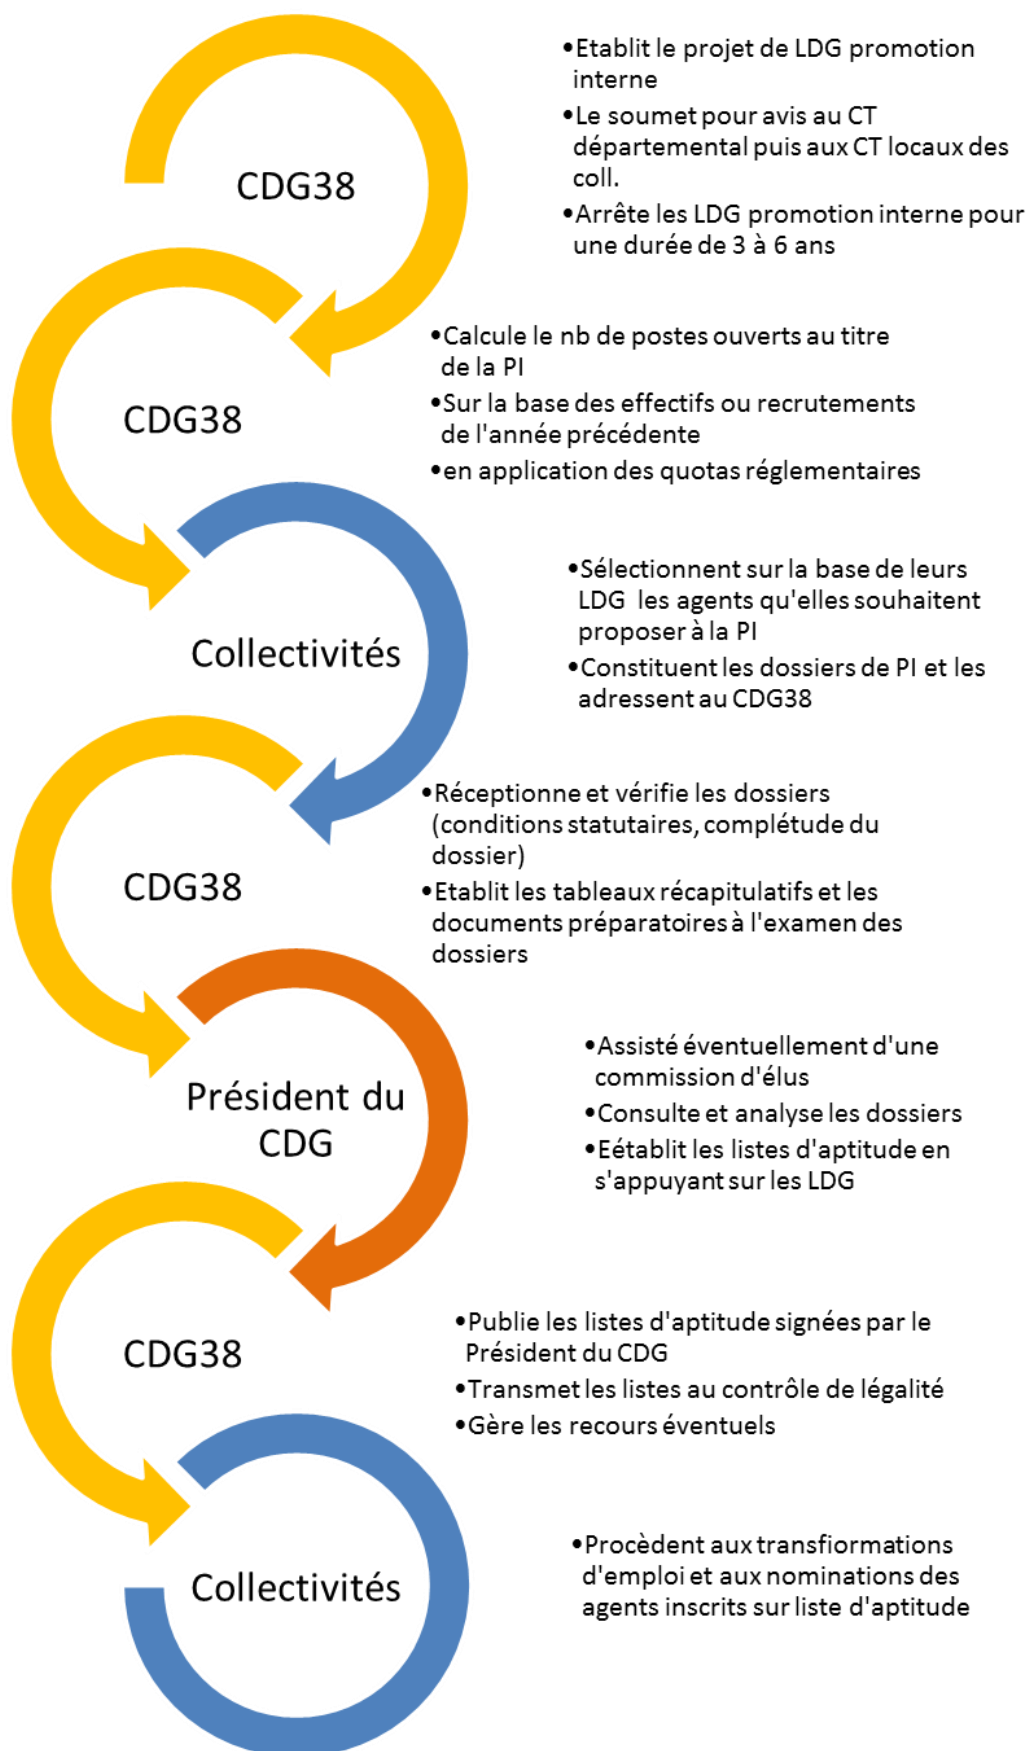 CDG38
•Etablit le projet de LDG promotion
interne
•Le soumet pour avis au CT
départemental puis aux CT locaux des
coll.
•Arrête les LDG promotion interne pour
une durée de 3 à 6 ans
CDG38
•Calcule le nb de postes ouverts au titre
de la PI
•Sur la base des effectifs ou recrutements
de l'année précédente
•en application des quotas réglementaires
Collectivités
•Sélectionnent sur la base de leurs
LDG les agents qu'elles souhaitent
proposer à la PI
•Constituent les dossiers de PI et les
adressent au CDG38
CDG38
•Réceptionne et vérifie les dossiers
(conditions statutaires, complétude du
dossier)
•Etablit les tableaux récapitulatifs et les
documents préparatoires à l'examen des
dossiers
Président du
CDG
•Assisté éventuellement d'une
commission d'élus
•Consulte et analyse les dossiers
•Eétablit les listes d'aptitude en
s'appuyant sur les LDG
CDG38
•Publie les listes d'aptitude signées par le
Président du CDG
•Transmet les listes au contrôle de légalité
•Gère les recours éventuels
Collectivités
•Procèdent aux transfiormations
d'emploi et aux nominations des
agents inscrits sur liste d'aptitude